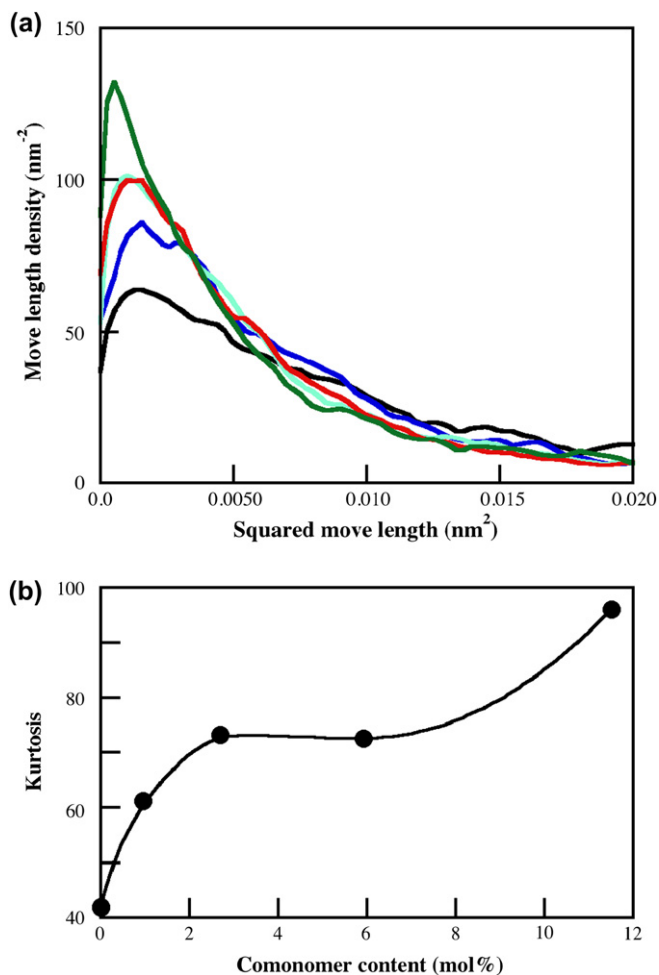 (a)
150
100
50
0
Move length density (nm-2)
0.0 0.0050 0.010 0.015 0.020
Squared move length (nm2)
(b)
100
80
60
40
Kurtosis
0 2 4 6 8 10 12
Comonomer content (mol%)